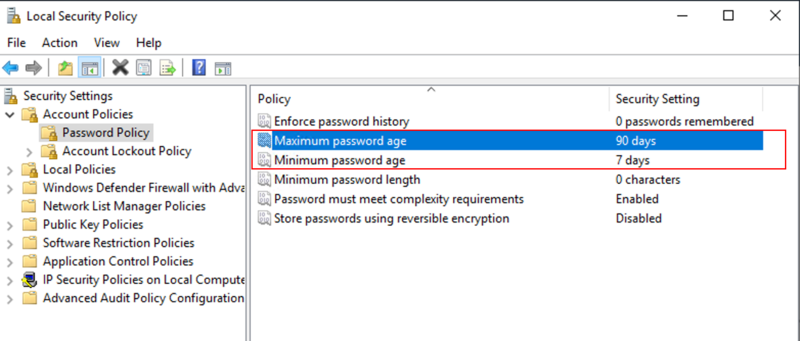 Local Security Policy
File Action View Help
Security Settings
Account Policies
Password Policy
Account Lockout Policy
Local Policies
Windows Defender Firewall with Adva
Network List Manager Policies
Public Key Policies
Software Restriction Policies
Application Control Policies
IP Security Policies on Local Compute
Advanced Audit Policy Configuration
Policy Security Setting
Enforce password history 0 passwords remembered
Maximum password age 90 days
Minimum password age 7 days
Minimum password length 0 characters
Password must meet complexity requirements Enabled
Store passwords using reversible encryption Disabled